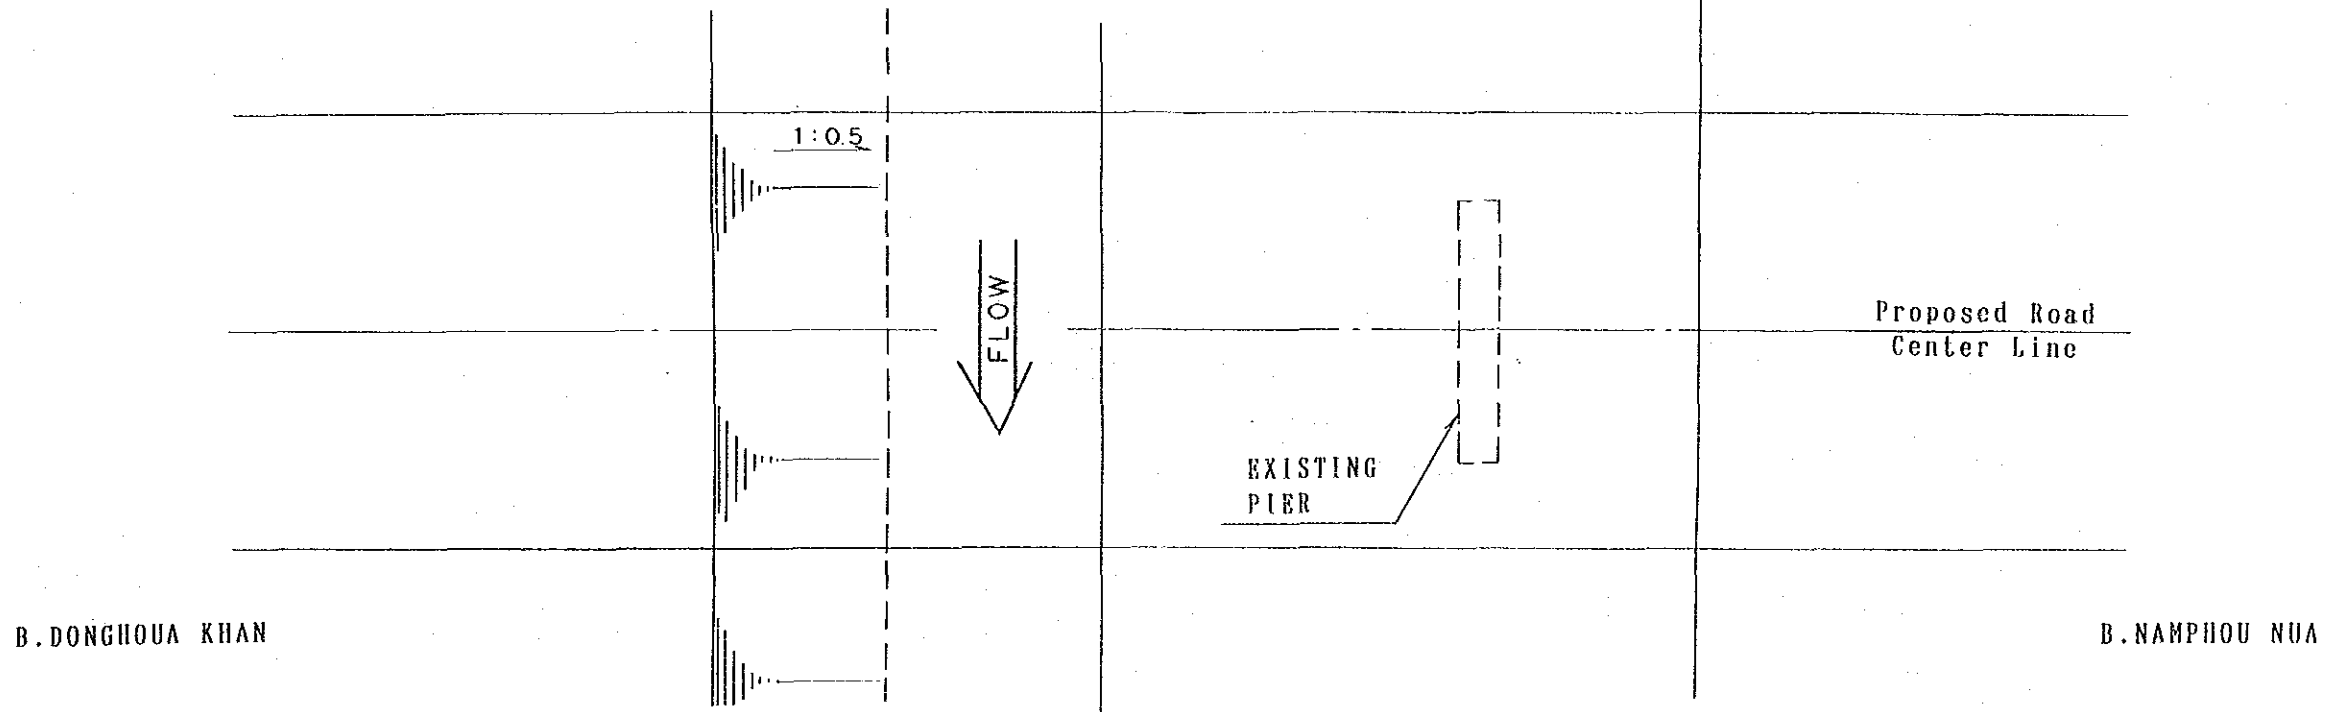 1:0.5
FLOW
Proposed Road
Center Line
EXISTING
PIER
B.DONGHOUA KHAN
B.NAMPHOU NUA